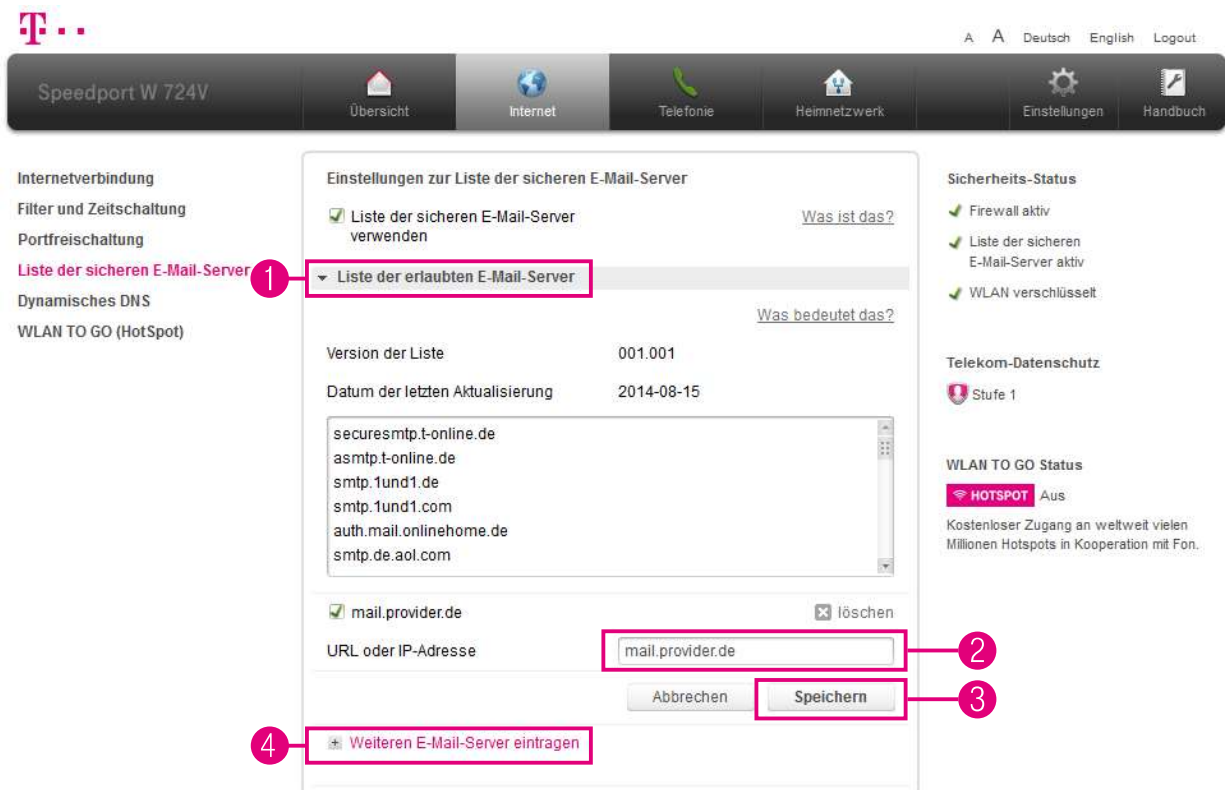 T . .
A A Deutsch English Logout
Speedport W 724V
Übersicht
Internet
Telefonie
Heimnetzwerk
Einstellungen
Handbuch
Internetverbindung
Filter und Zeitschaltung
Portfreischaltung
Liste der sicheren E-Mail-Server
Dynamisches DNS
WLAN TO GO (HotSpot)
Einstellungen zur Liste der sicheren E-Mail-Server
Liste der sicheren E-Mail-Server
verwenden
Was ist das?
1
Liste der erlaubten E-Mail-Server
Was bedeutet das?
Version der Liste 001.001
Datum der letzten Aktualisierung 2014-08-15
securesmtp.t-online.de
asmtp.t-online.de
smtp.1und1.de
smtp.1und1.com
auth.mail.onlinehome.de
smtp.de.aol.com
mail.provider.de löschen
URL oder IP-Adresse mail.provider.de 2
Abbrechen Speichern 3
4 Weiteren E-Mail-Server eintragen
Sicherheits-Status
Firewall aktiv
Liste der sicheren
E-Mail-Server aktiv
WLAN verschlüsselt
Telekom-Datenschutz
Stufe 1
WLAN TO GO Status
HOTSPOT Aus
Kostenloser Zugang an weltweit vielen
Millionen Hotspots in Kooperation mit Fon.